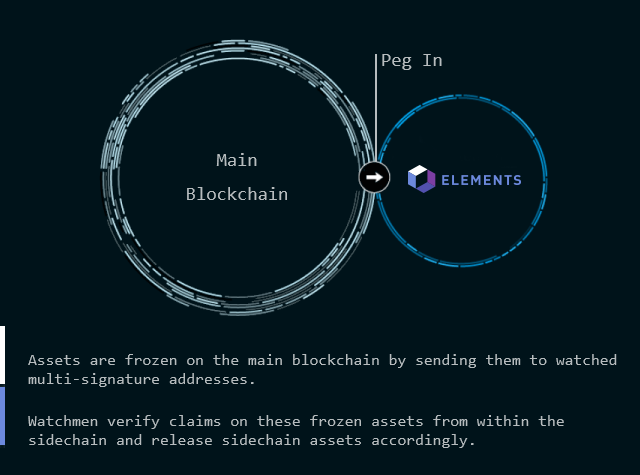 Peg In
Main
Blockchain
ELEMENTS
Assets are frozen on the main blockchain by sending them to watched
multi-signature addresses.
Watchmen verify claims on these frozen assets from within the
sidechain and release sidechain assets accordingly.